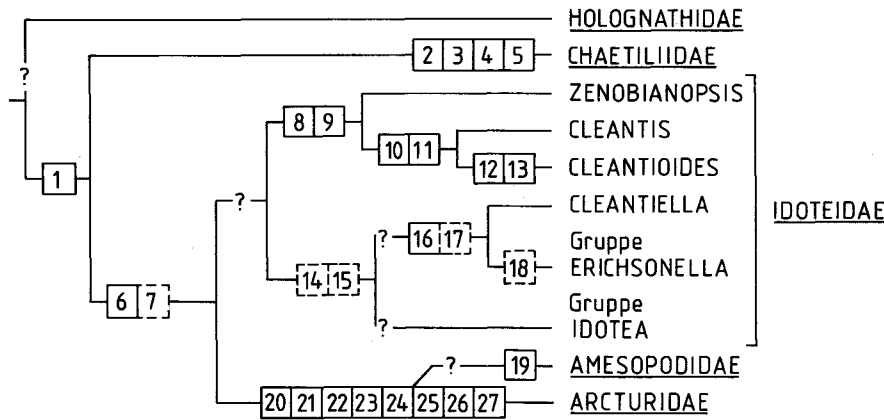 HOLOGNATHIDAE
?
2 3 4 5 CHAETILIIDAE
ZENOBIANOPSIS
8 9
CLEANTIS
10 11
12 13 CLEANTIOIDES
1
? CLEANTIELLA
IDOTEIDAE
? 16 17
Gruppe
18 ERICHSONELLA
14 15
6 7
Gruppe
? IDOTEA
? 19 AMESOPODIDAE
20 21 22 23 24 25 26 27 ARCTURIDAE